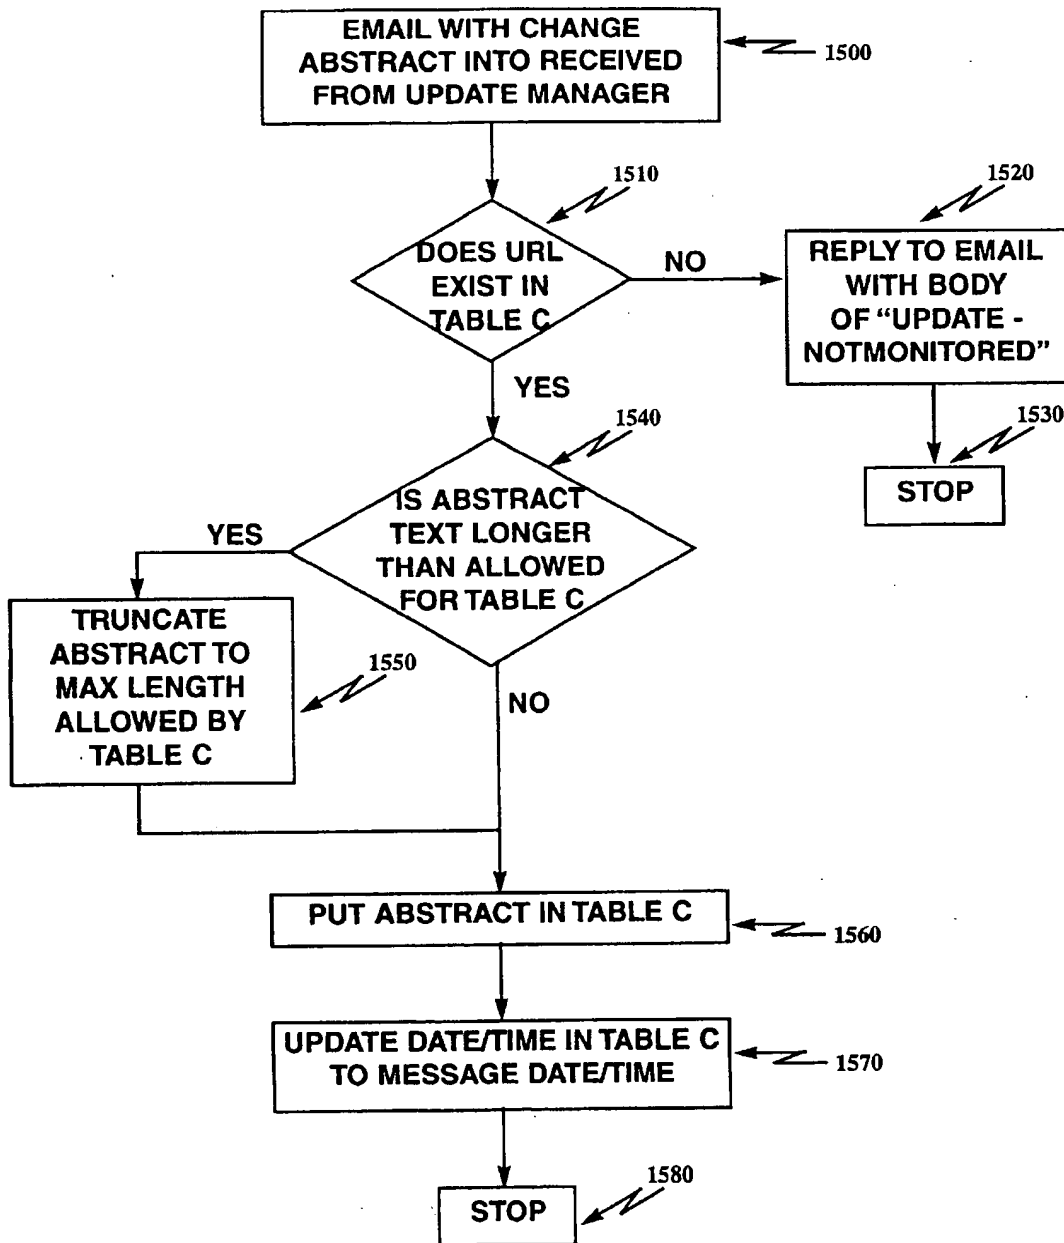 EMAIL WITH CHANGE
ABSTRACT INTO RECEIVED
FROM UPDATE MANAGER
1500
1510
DOES URL
EXIST IN
TABLE C
NO
1520
REPLY TO EMAIL
WITH BODY
OF “UPDATE -
NOTMONITORED”
YES
1530
STOP
1540
IS ABSTRACT
TEXT LONGER
THAN ALLOWED
FOR TABLE C
YES
TRUNCATE
ABSTRACT TO
MAX LENGTH
ALLOWED BY
TABLE C
1550
NO
PUT ABSTRACT IN TABLE C
1560
UPDATE DATE/TIME IN TABLE C
TO MESSAGE DATE/TIME
1570
1580
STOP